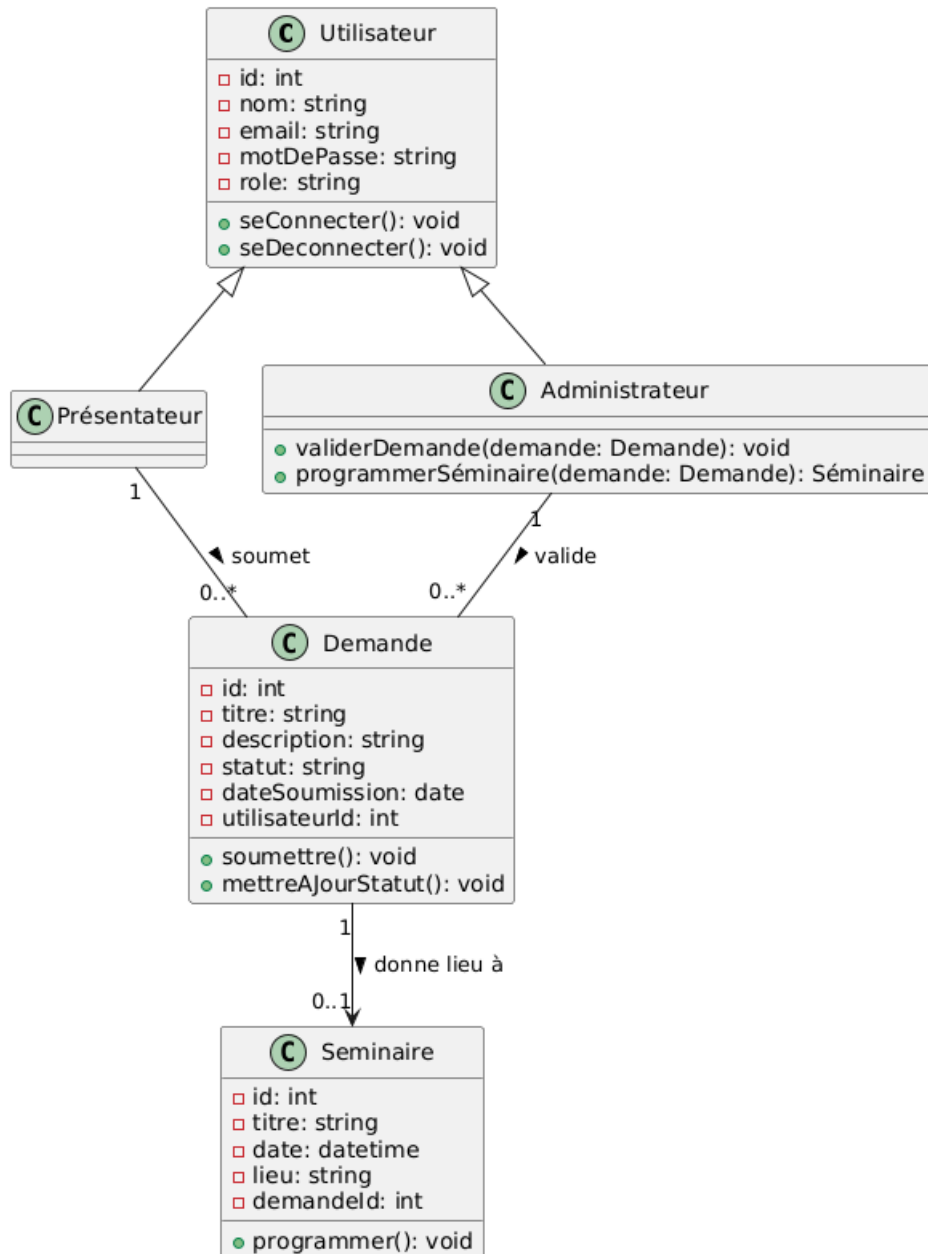 C Utilisateur
id: int
nom: string
email: string
motDePasse: string
role: string
seConnecter(): void
seDeconnecter(): void
C Présentateur
C Administrateur
validerDemande(demande: Demande): void
programmerSéminaire(demande: Demande): Séminaire
1
1
soumet
valide
0..*
0..*
C Demande
id: int
titre: string
description: string
statut: string
dateSoumission: date
utilisateurId: int
soumettre(): void
mettreAJourStatut(): void
1
donne lieu à
0..1
C Seminaire
id: int
titre: string
date: datetime
lieu: string
demandeId: int
programmer(): void